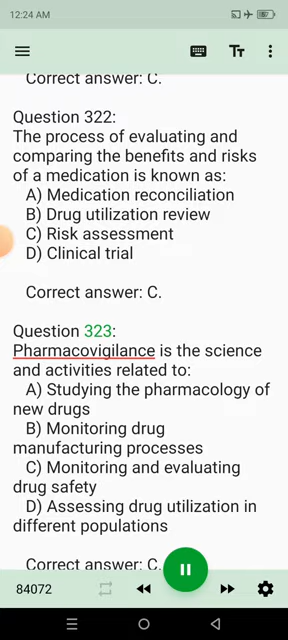 12:24 AM
Correct answer: C.
Question 322:
The process of evaluating and
comparing the benefits and risks
of a medication is known as:
A) Medication reconciliation
B) Drug utilization review
C) Risk assessment
D) Clinical trial
Correct answer: C.
Question 323:
Pharmacovigilance is the science
and activities related to:
A) Studying the pharmacology of
new drugs
B) Monitoring drug
manufacturing processes
C) Monitoring and evaluating
drug safety
D) Assessing drug utilization in
different populations
Correct answer: C.
84072